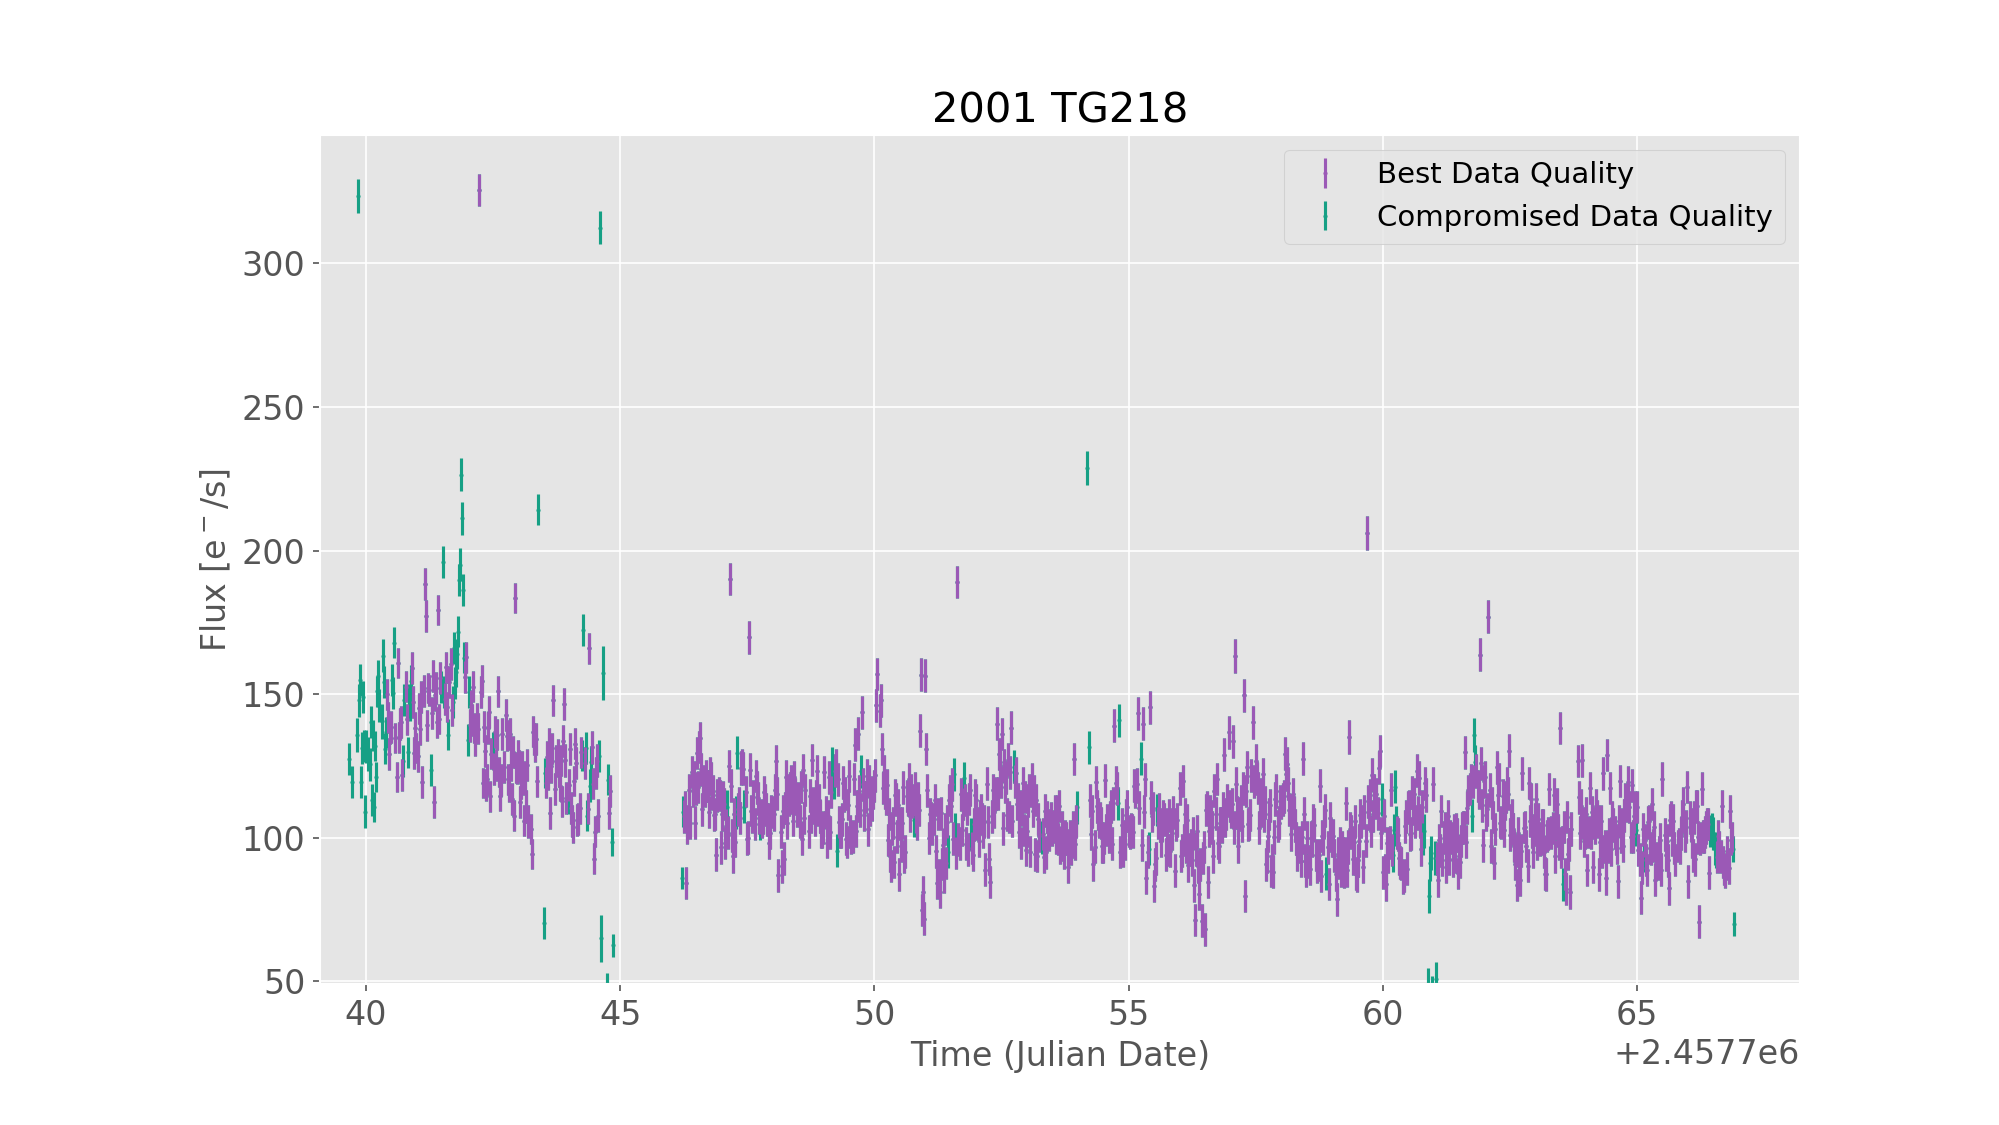 2001 TG218
Best Data Quality
Compromised Data Quality
Flux [e⁻/s]
300
250
200
150
100
50
40 45 50 55 60 65
Time (Julian Date)
+2.4577e6